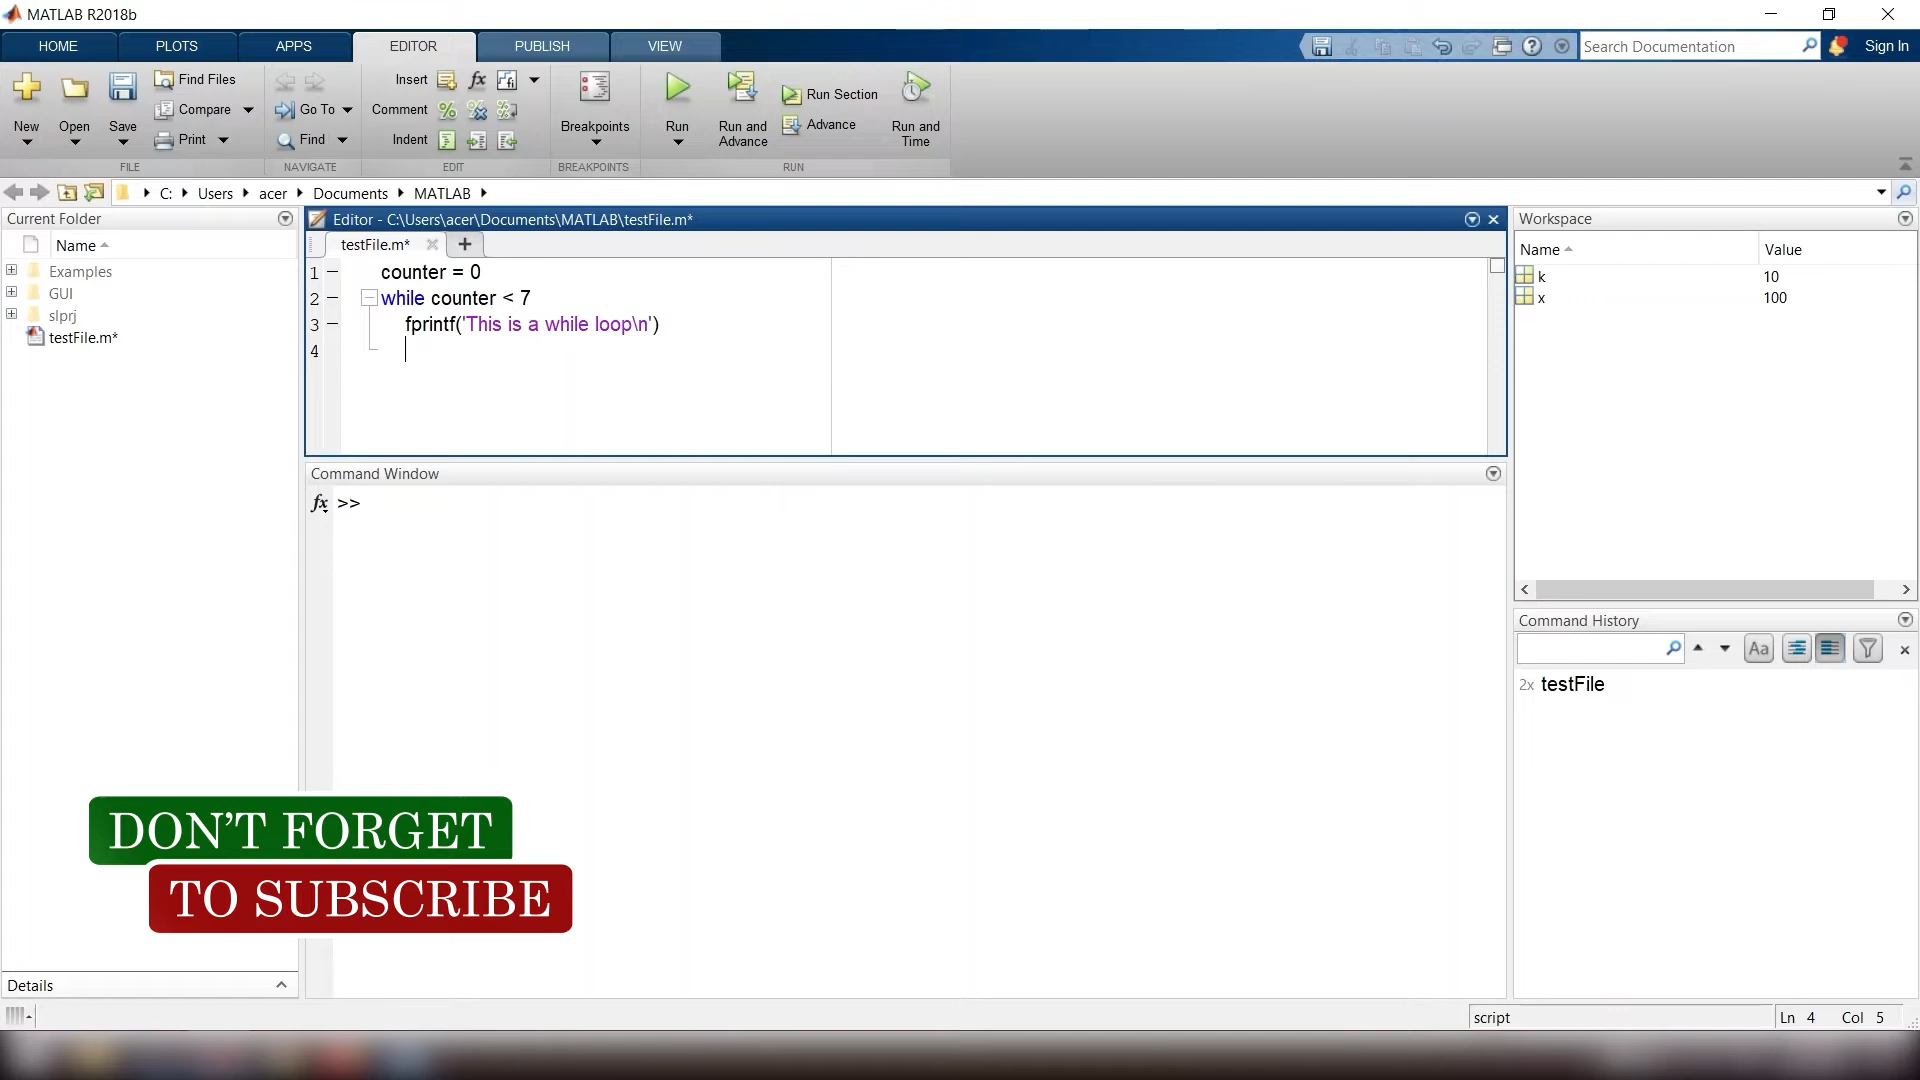 MATLAB R2018b
HOME PLOTS APPS EDITOR PUBLISH VIEW Search Documentation Sign In
New Open Save Find Files Compare Print
FILE
Go To Find
NAVIGATE
Insert fx
Comment %
Indent
EDIT
Breakpoints
BREAKPOINTS
Run Run and Advance Run Section Advance Run and Time
RUN
C: Users acer Documents MATLAB
Current Folder
Name
Examples
GUI
slprj
testFile.m*
Details
Editor - C:\Users\acer\Documents\MATLAB\testFile.m*
testFile.m* +
1 – counter = 0
2 – while counter < 7
3 – fprintf('This is a while loop\n')
4
Command Window
fx >>
Workspace
Name Value
k 10
x 100
Command History
Aa
2x testFile
DON'T FORGET
TO SUBSCRIBE
script Ln 4 Col 5